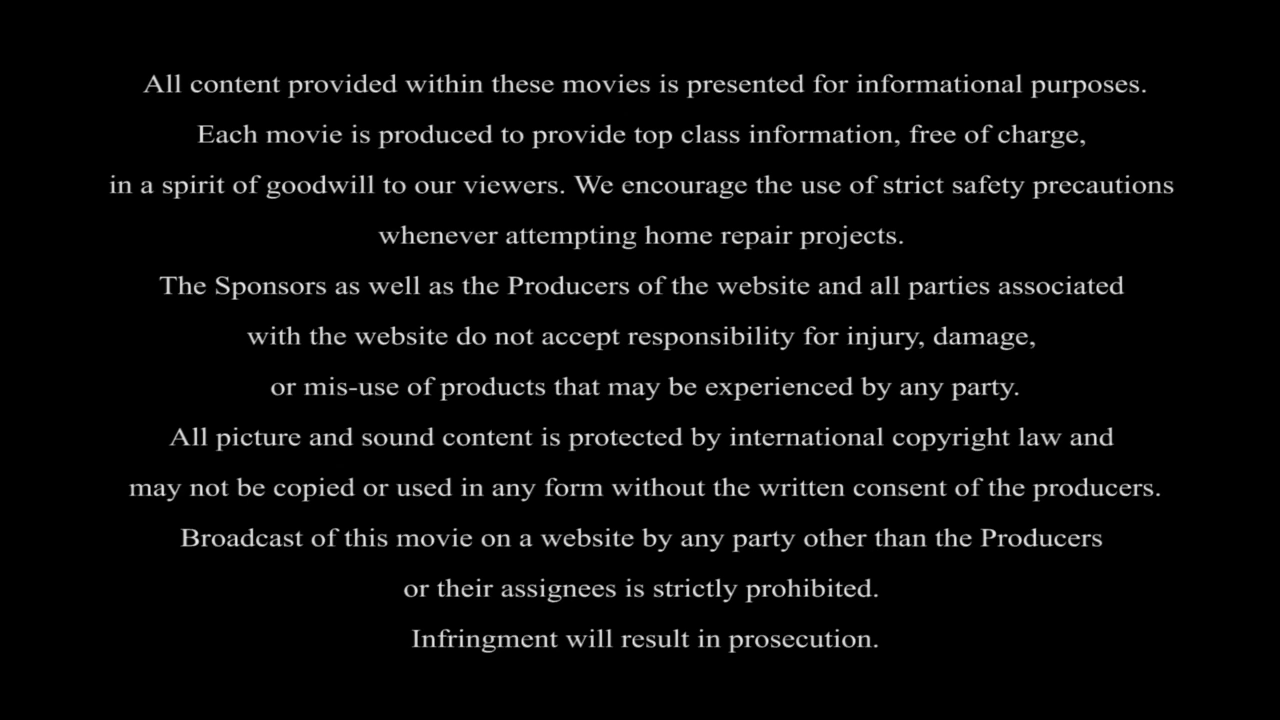 All content provided within these movies is presented for informational purposes.
Each movie is produced to provide top class information, free of charge,
in a spirit of goodwill to our viewers. We encourage the use of strict safety precautions
whenever attempting home repair projects.
The Sponsors as well as the Producers of the website and all parties associated
with the website do not accept responsibility for injury, damage,
or mis-use of products that may be experienced by any party.
All picture and sound content is protected by international copyright law and
may not be copied or used in any form without the written consent of the producers.
Broadcast of this movie on a website by any party other than the Producers
or their assignees is strictly prohibited.
Infringment will result in prosecution.